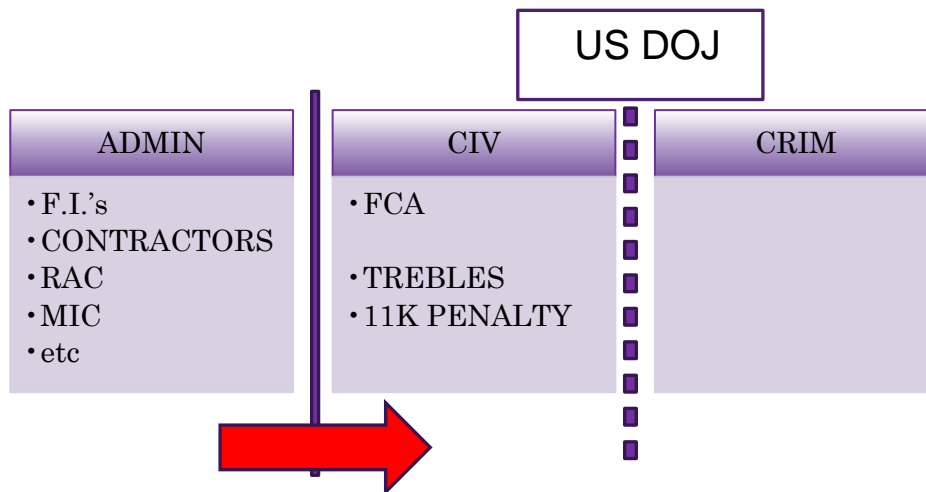 US DOJ
ADMIN
• F.I.’s
• CONTRACTORS
• RAC
• MIC
• etc
CIV
• FCA
• TREBLES
• 11K PENALTY
CRIM